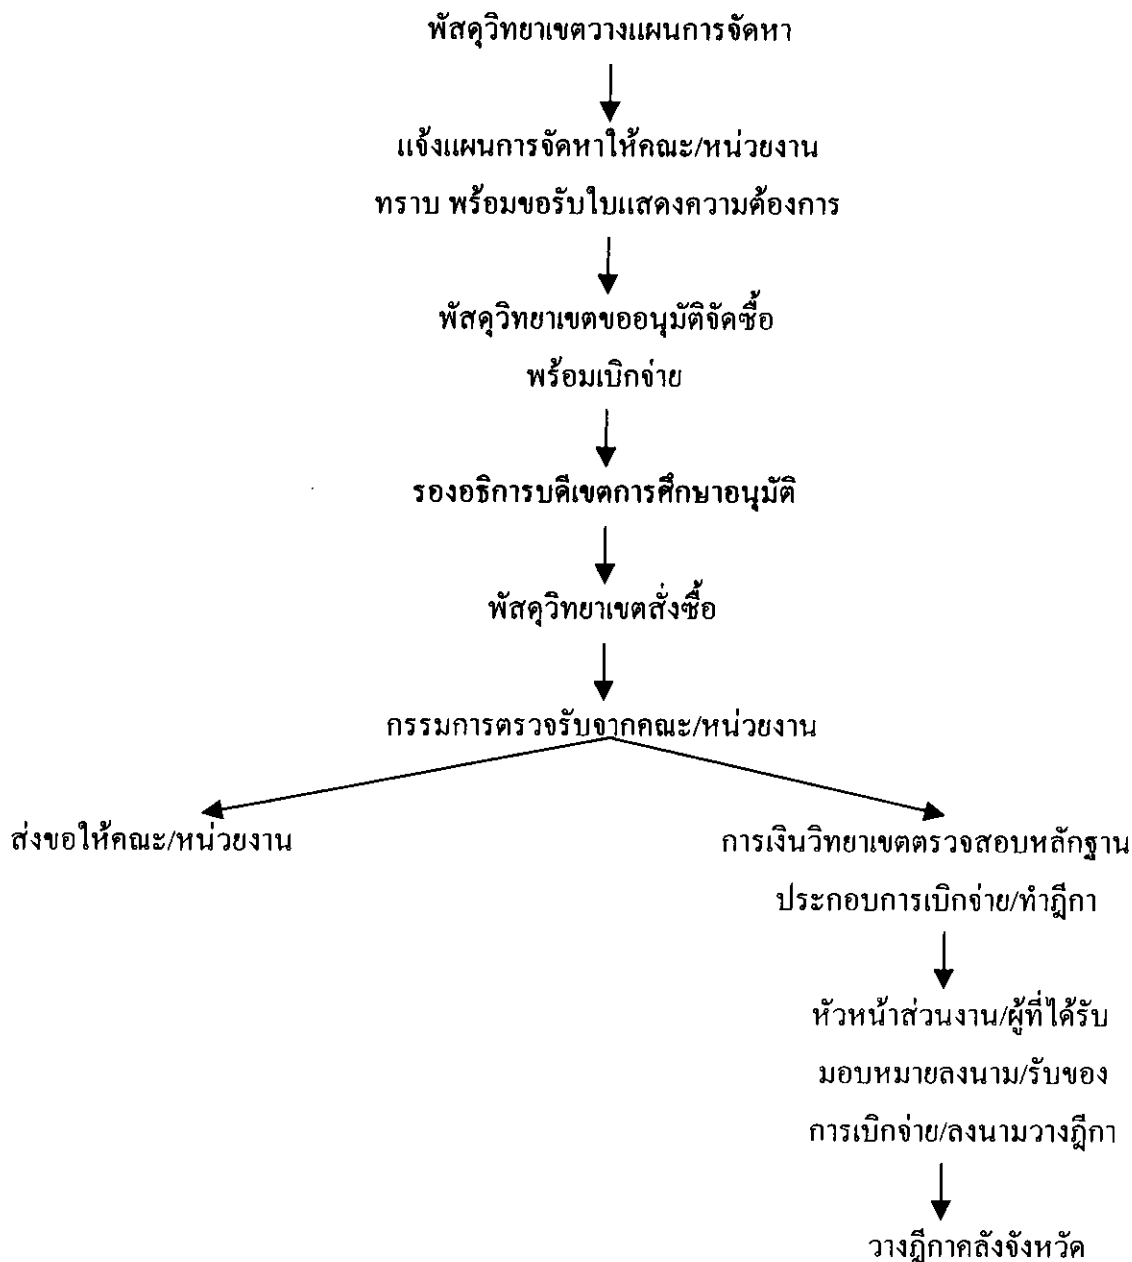 พัสดุวิทยาเขตวางแผนการจัดหา
แจ้งแผนการจัดหาให้คณะ/หน่วยงาน
ทราบ พร้อมขอรับใบแสดงความต้องการ
พัสดุวิทยาเขตขออนุมัติจัดซื้อ
พร้อมเบิกจ่าย
รองอธิการบดีเขตการศึกษาอนุมัติ
พัสดุวิทยาเขตสั่งซื้อ
กรรมการตรวจรับจากคณะ/หน่วยงาน
ส่งขอให้คณะ/หน่วยงาน
การเงินวิทยาเขตตรวจสอบหลักฐาน
ประกอบการเบิกจ่าย/ทำฎีกา
หัวหน้าส่วนงาน/ผู้ที่ได้รับ
มอบหมายลงนาม/รับของ
การเบิกจ่าย/ลงนามวางฎีกา
วางฎีกาคลังจังหวัด